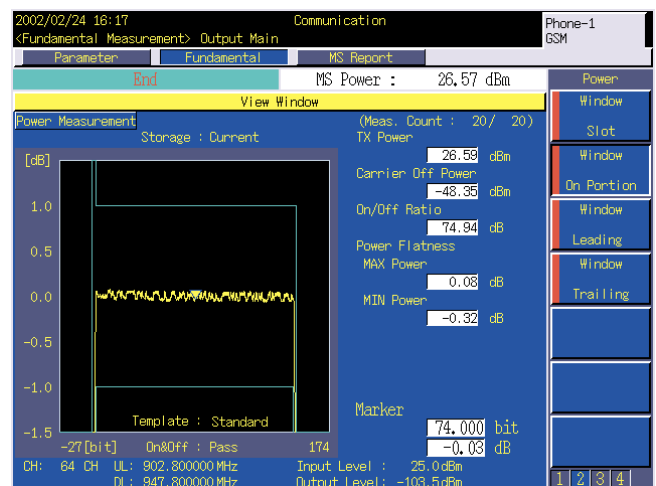 2002/02/24 16:17 Communication Phone-1
<Fundamental Measurement> Output Main GSM
Parameter Fundamental MS Report
End MS Power : 26.57 dBm Power
View Window
Window Slot
Window On Portion
Window Leading
Window Trailing
Power Measurement (Meas. Count : 20/ 20)
Storage : Current
TX Power
26.59 dBm
Carrier Off Power
-48.35 dBm
On/Off Ratio
74.94 dB
Power Flatness
MAX Power
0.08 dB
MIN Power
-0.32 dB
[dB]
1.0
0.5
0.0
-0.5
-1.0
-1.5
Template : Standard
-27[bit] On&Off : Pass 174
Marker
74.000 bit
-0.03 dB
CH: 64 CH UL: 902.800000MHz Input Level : 25.0dBm
DL: 947.800000MHz Output Level: -103.5dBm
1 2 3 4